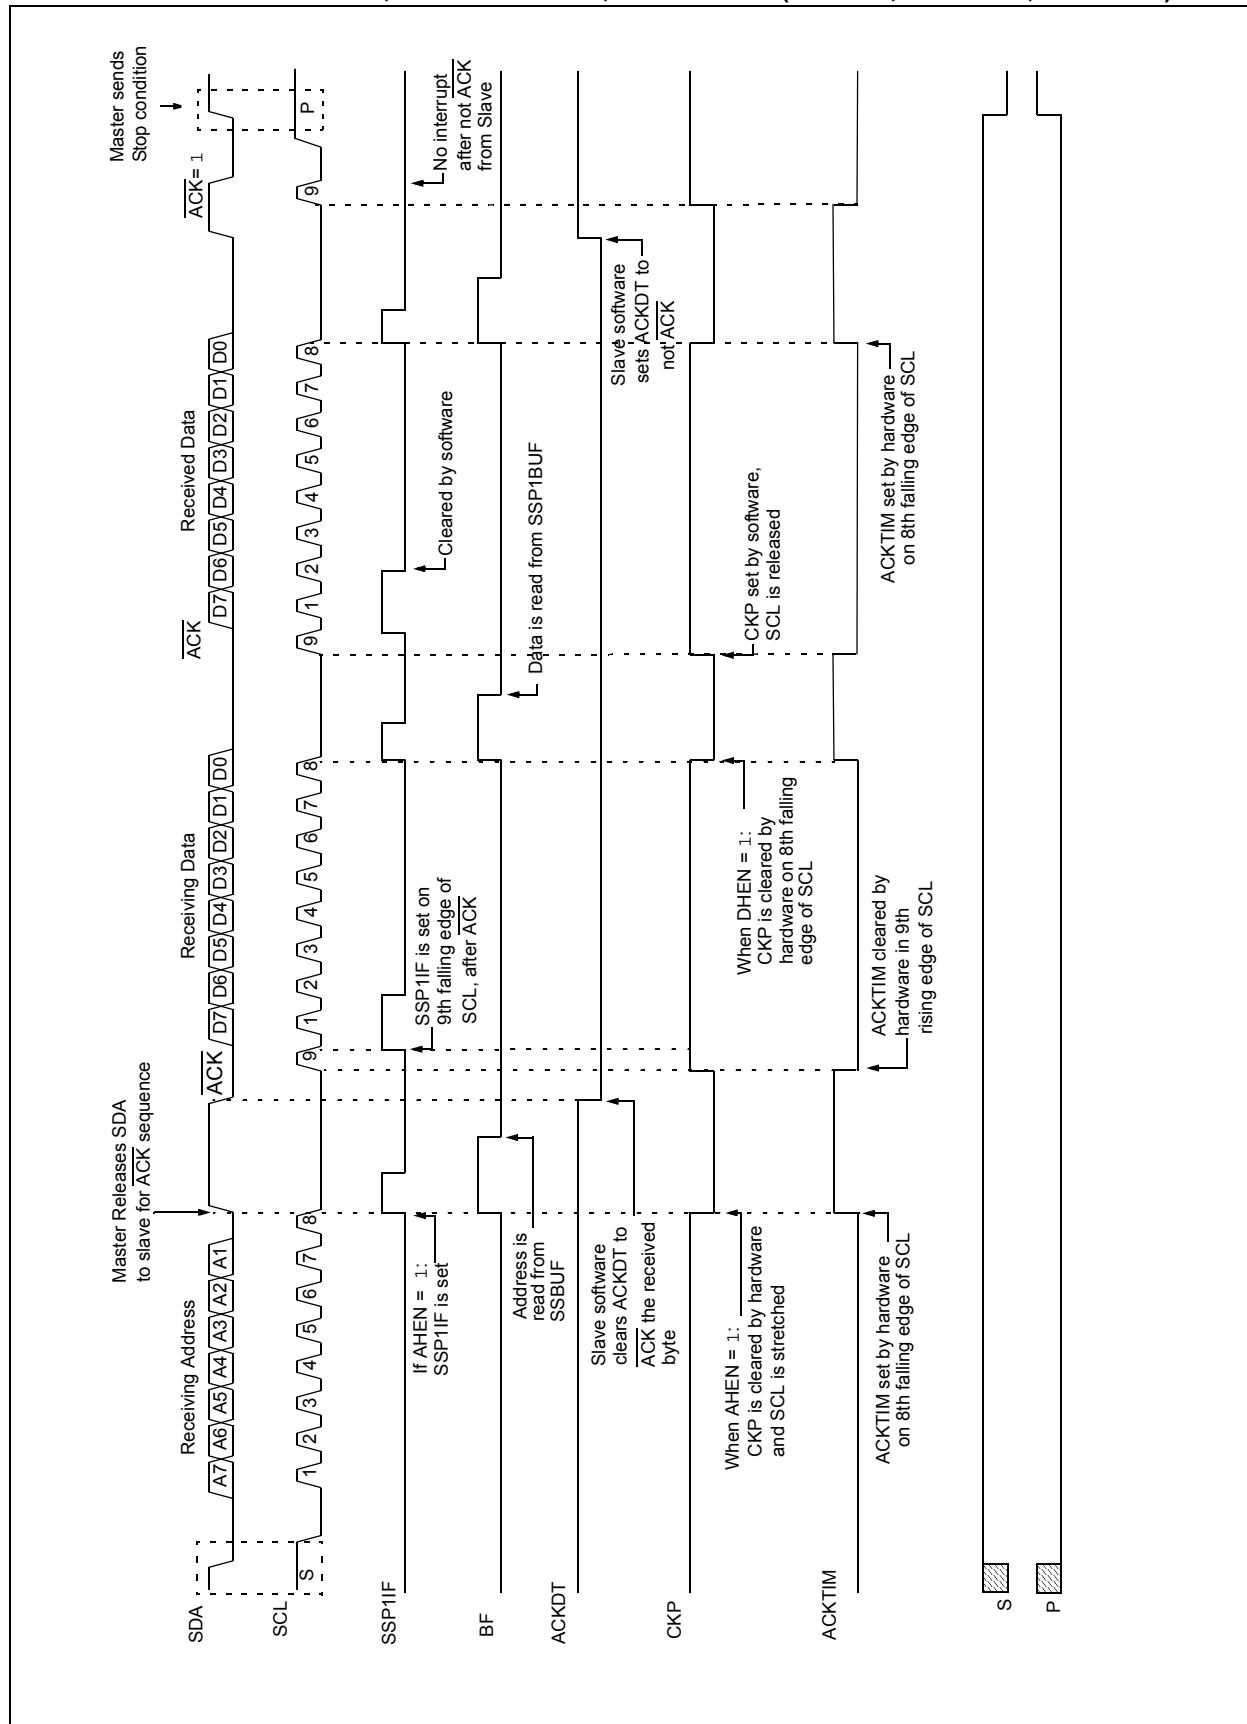 Master Releases SDA
to slave for ACK sequence
Master sends
Stop condition
Receiving Address
ACK
Receiving Data
ACK
Received Data
ACK= 1
SDA
A7 A6 A5 A4 A3 A2 A1
D7 D6 D5 D4 D3 D2 D1 D0
D7 D6 D5 D4 D3 D2 D1 D0
SCL
S
1 2 3 4 5 6 7 8
9
1 2 3 4 5 6 7 8
9
1 2 3 4 5 6 7 8
9
P
SSP1IF
If AHEN = 1:
SSP1IF is set
SSP1IF is set on
9th falling edge of
SCL, after ACK
Cleared by software
No interrupt
after not ACK
from Slave
BF
Address is
read from
SSBUF
Data is read from SSP1BUF
ACKDT
Slave software
clears ACKDT to
ACK the received
byte
Slave software
sets ACKDT to
not ACK
CKP
When AHEN = 1:
CKP is cleared by hardware
and SCL is stretched
When DHEN = 1:
CKP is cleared by
hardware on 8th falling
edge of SCL
CKP set by software,
SCL is released
ACKTIM
ACKTIM set by hardware
on 8th falling edge of SCL
ACKTIM cleared by
hardware in 9th
rising edge of SCL
ACKTIM set by hardware
on 8th falling edge of SCL
S
P